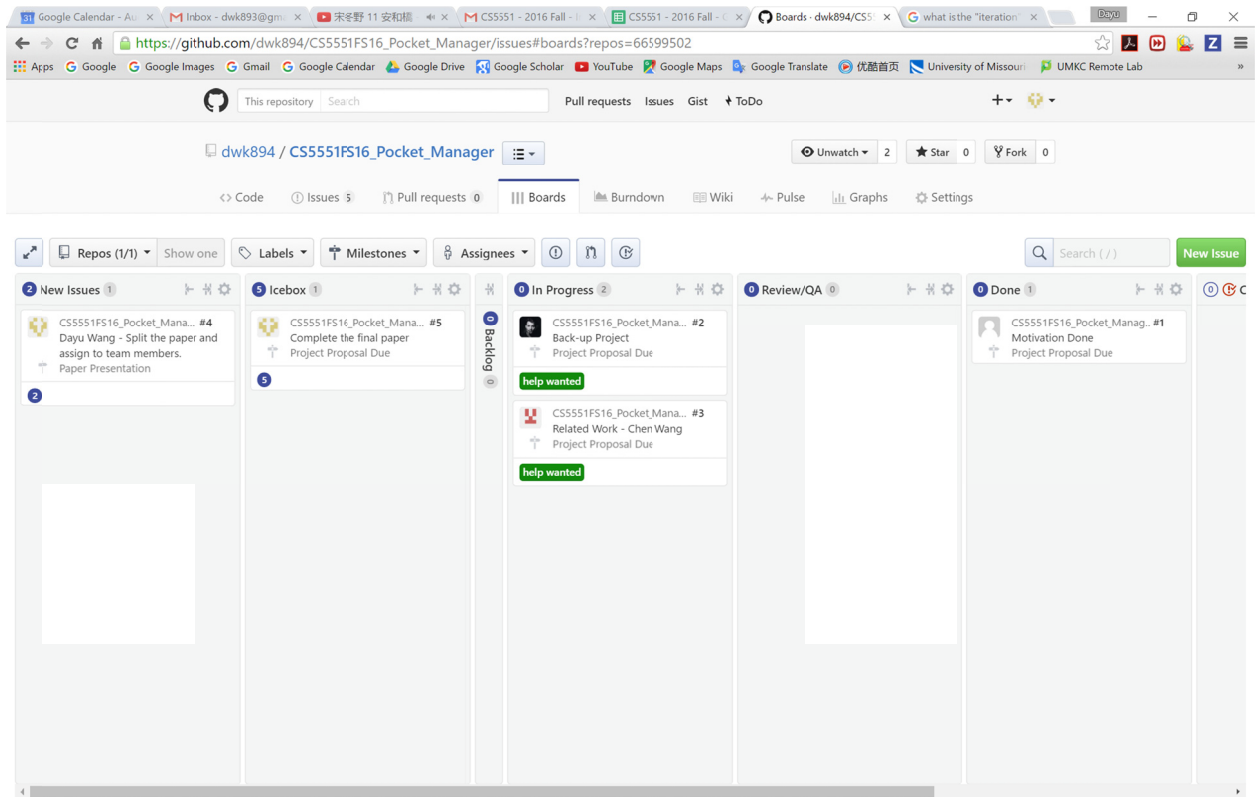 Google Calendar - Au
Inbox - dwk893@gm
宋冬野 11 安和桥
CS5551 - 2016 Fall - I
CS5551 - 2016 Fall - C
Boards · dwk894/CS5
what is the "iteration"
Dayu
https://github.com/dwk894/CS5551FS16_Pocket_Manager/issues#boards?repos=66599502
Apps Google Google Images Gmail Google Calendar Google Drive Google Scholar YouTube Google Maps Google Translate 优酷首页 University of Missouri UMKC Remote Lab »
This repository Search Pull requests Issues Gist ToDo
dwk894 / CS5551FS16_Pocket_Manager
Unwatch 2 Star 0 Fork 0
Code Issues 5 Pull requests 0 Boards Burndown Wiki Pulse Graphs Settings
Repos (1/1) Show one Labels Milestones Assignees Search ( / ) New Issue
2 New Issues 1
CS5551FS16_Pocket_Mana... #4
Dayu Wang - Split the paper and
assign to team members.
Paper Presentation
2
5 Icebox 1
CS5551FS16_Pocket_Mana... #5
Complete the final paper
Project Proposal Due
5
0 Backlog 0
0 In Progress 2
CS5551FS16_Pocket_Mana... #2
Back-up Project
Project Proposal Due
help wanted
CS5551FS16_Pocket_Mana... #3
Related Work - Chen Wang
Project Proposal Due
help wanted
0 Review/QA 0
0 Done 1
CS5551FS16_Pocket_Manag.. #1
Motivation Done
Project Proposal Due
0 C